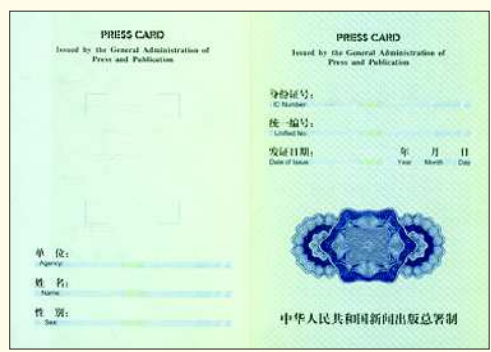 PRESS CARD
Issued by the General Administration of
Press and Publication
单 位:
Agency:
姓 名:
Name:
性 别:
Sex:
PRESS CARD
Issued by the General Administration of
Press and Publication
身份证号:
IC Number:
统一编号:
Unified No:
发证日期: 年 月 日
Date of Issue: Year Month Day
中华人民共和国新闻出版总署制